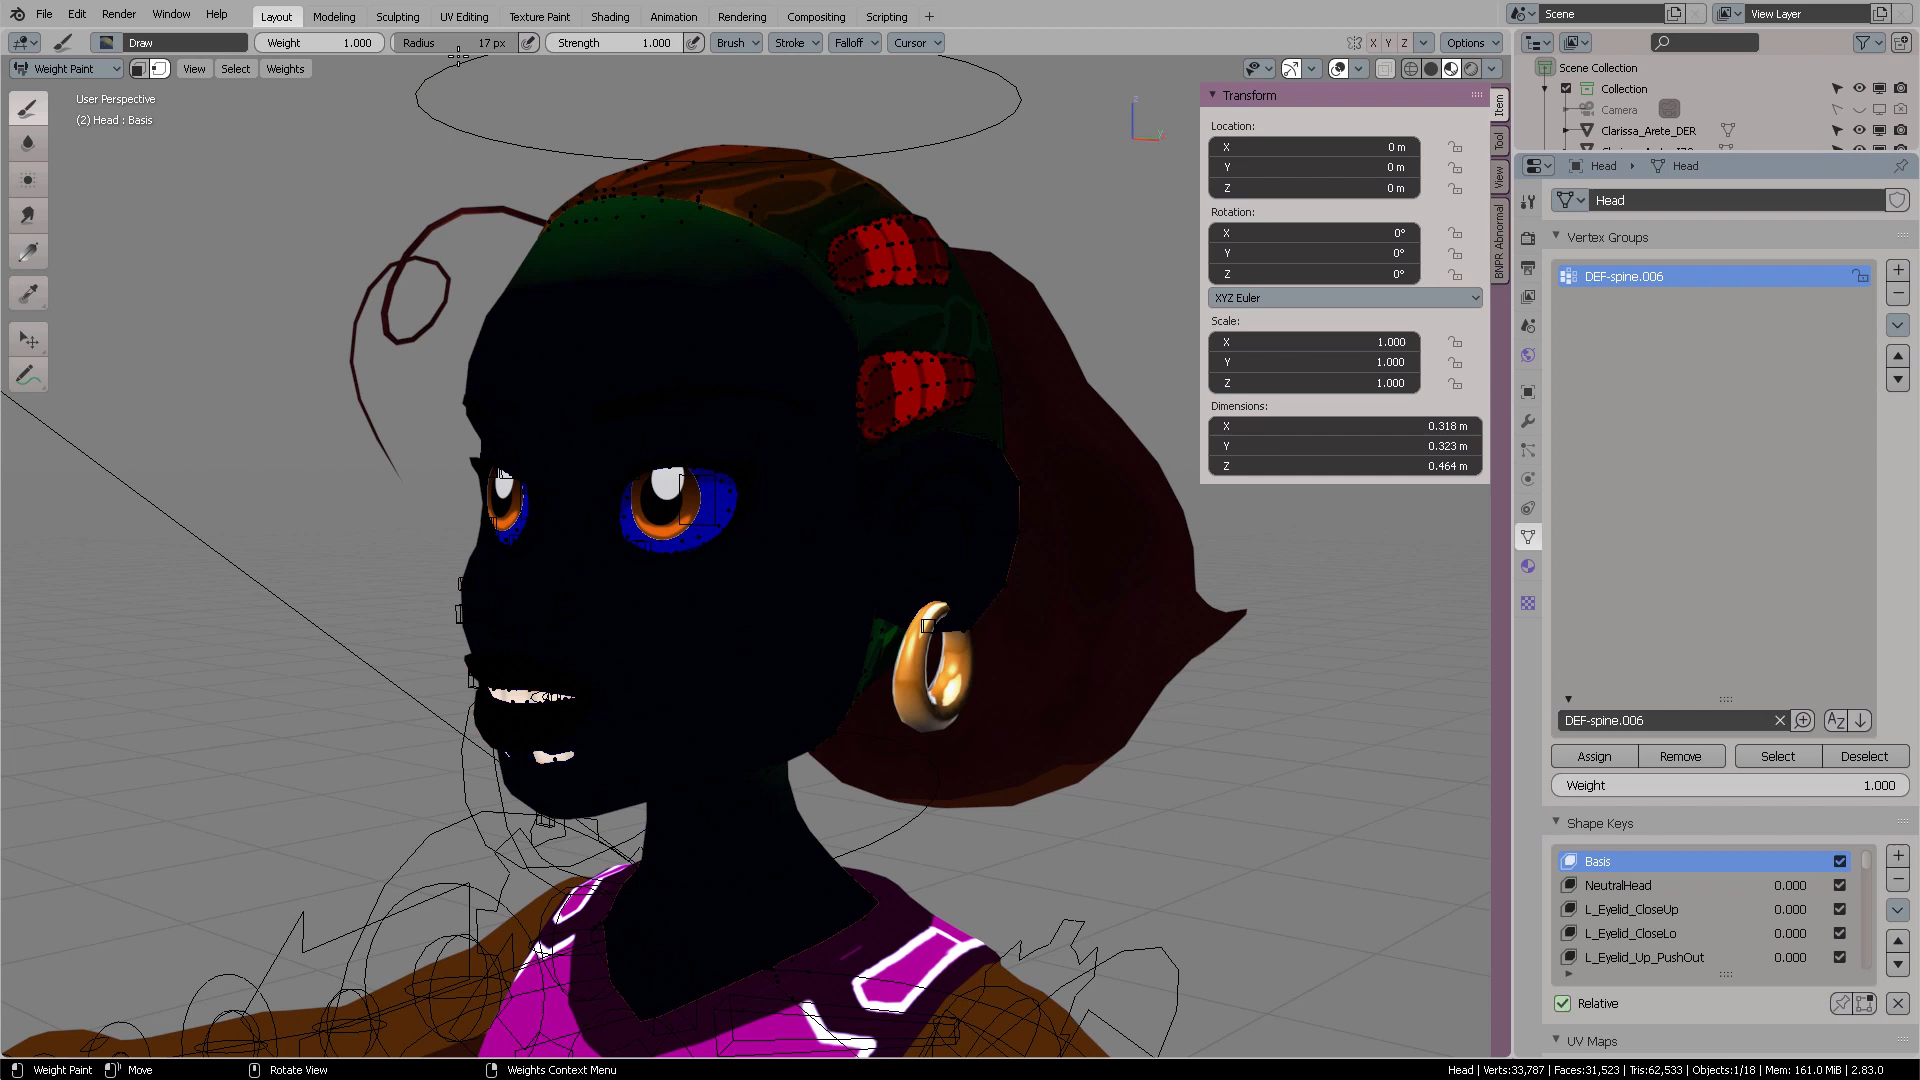 File Edit Render Window Help Layout Modeling Sculpting UV Editing Texture Paint Shading Animation Rendering Compositing Scripting + Scene View Layer
Draw Weight 1.000 Radius 17 px Strength 1.000 Brush Stroke Falloff Cursor X Y Z Options
Weight Paint View Select Weights
User Perspective
(2) Head : Basis
Z
Y
Transform
Location:
X 0 m
Y 0 m
Z 0 m
Rotation:
X 0°
Y 0°
Z 0°
XYZ Euler
Scale:
X 1.000
Y 1.000
Z 1.000
Dimensions:
X 0.318 m
Y 0.323 m
Z 0.464 m
Item
Tool
View
BNPR Abnormal
Scene Collection
Collection
Camera
Clarissa_Arete_DER
Head Head
Head
Vertex Groups
DEF-spine.006
DEF-spine.006
Assign Remove Select Deselect
Weight 1.000
Shape Keys
Basis
NeutralHead 0.000
L_Eyelid_CloseUp 0.000
L_Eyelid_CloseLo 0.000
L_Eyelid_Up_PushOut 0.000
Relative
UV Maps
Weight Paint Move Rotate View Weights Context Menu Head | Verts:33,787 | Faces:31,523 | Tris:62,533 | Objects:1/18 | Mem: 161.0 MiB | 2.83.0